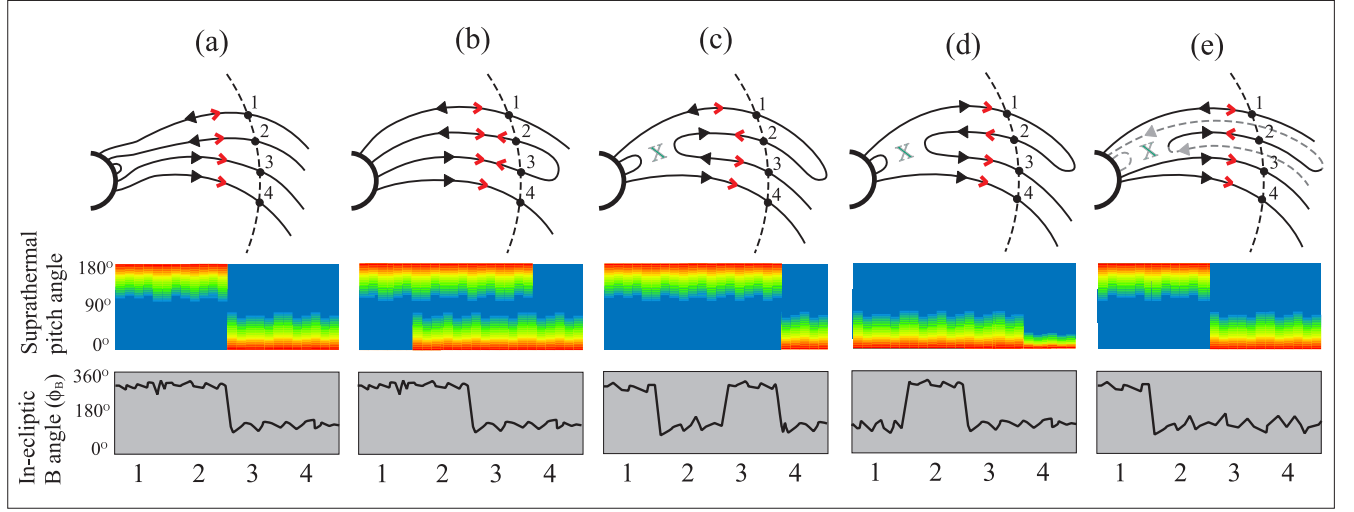 (a) (b) (c) (d) (e)
1 1 1 1 1
2 2 2 2 2
X X X
3 3 3 3 3
4 4 4 4 4
Suprathermal
pitch angle
180°
90°
0°
In-ecliptic
B angle (ϕB)
360°
180°
0°
1 2 3 4 1 2 3 4 1 2 3 4 1 2 3 4 1 2 3 4